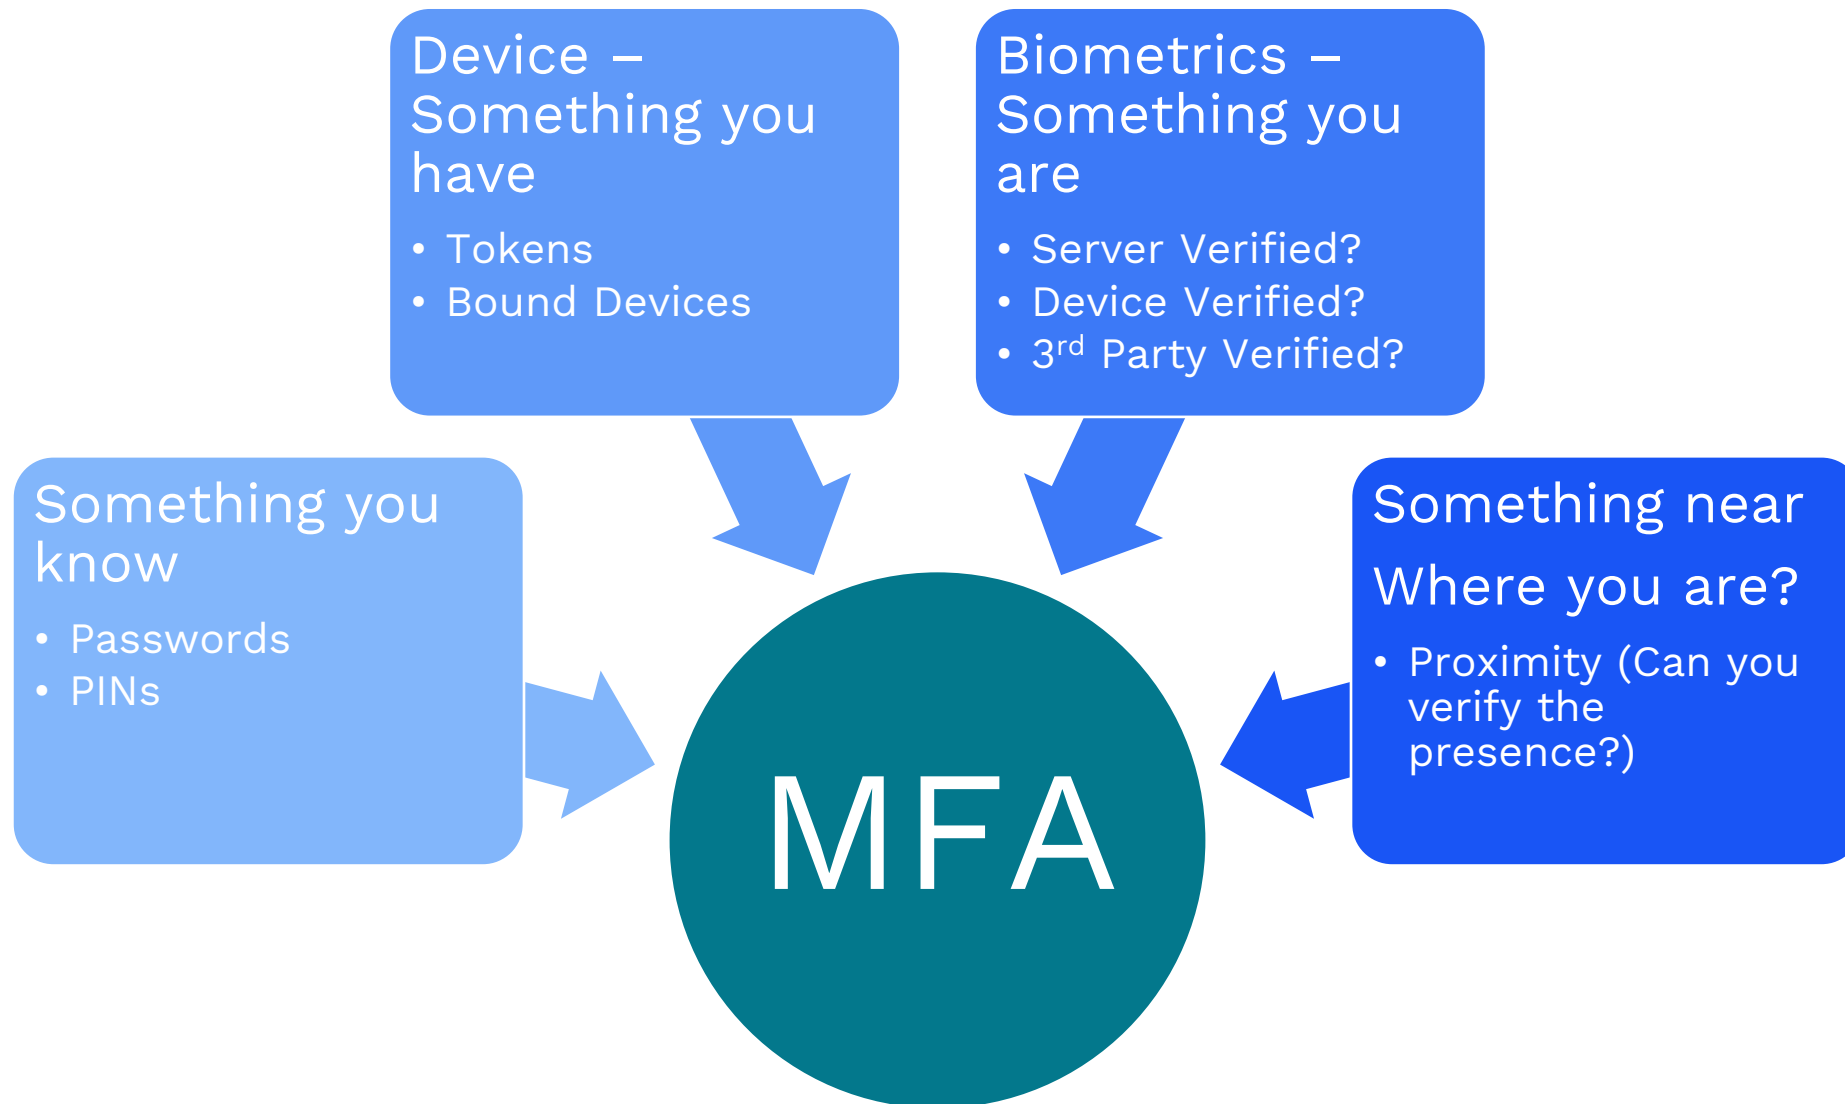 Device –
Something you
have
• Tokens
• Bound Devices
Biometrics –
Something you
are
• Server Verified?
• Device Verified?
• 3rd Party Verified?
Something you
know
• Passwords
• PINs
Something near
Where you are?
• Proximity (Can you
verify the
presence?)
MFA